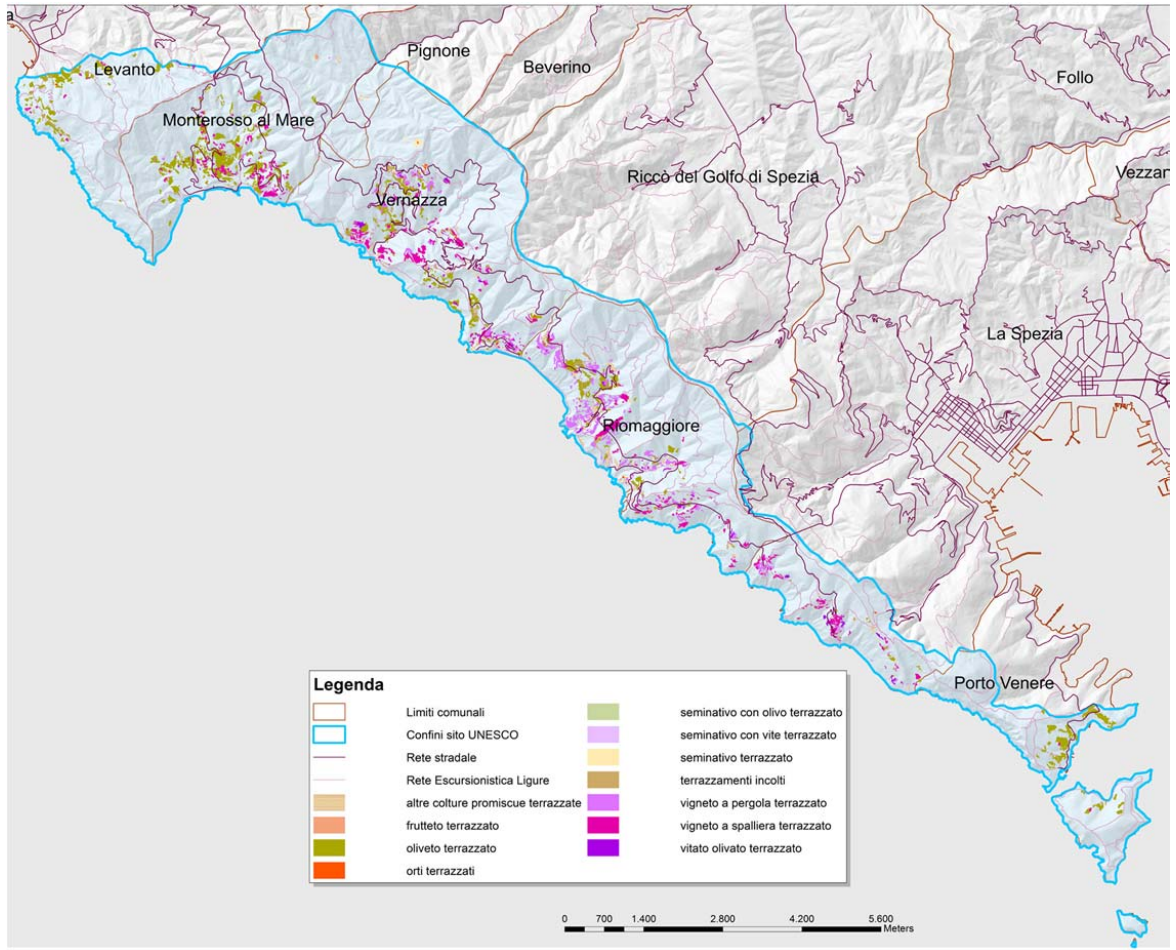 a
Pignone
Levanto
Beverino
Follo
Monterosso al Mare
Riccò del Golfo di Spezia
Vezzan
Vernazza
La Spezia
Riomaggiore
Porto Venere
Legenda
Limiti comunali
Confini sito UNESCO
Rete stradale
Rete Escursionistica Ligure
altre colture promiscue terrazzate
frutteto terrazzato
oliveto terrazzato
orti terrazzati
seminativo con olivo terrazzato
seminativo con vite terrazzato
seminativo terrazzato
terrazzamenti incolti
vigneto a pergola terrazzato
vigneto a spalliera terrazzato
vitato olivato terrazzato
0 700 1.400 2.800 4.200 5.600
Meters